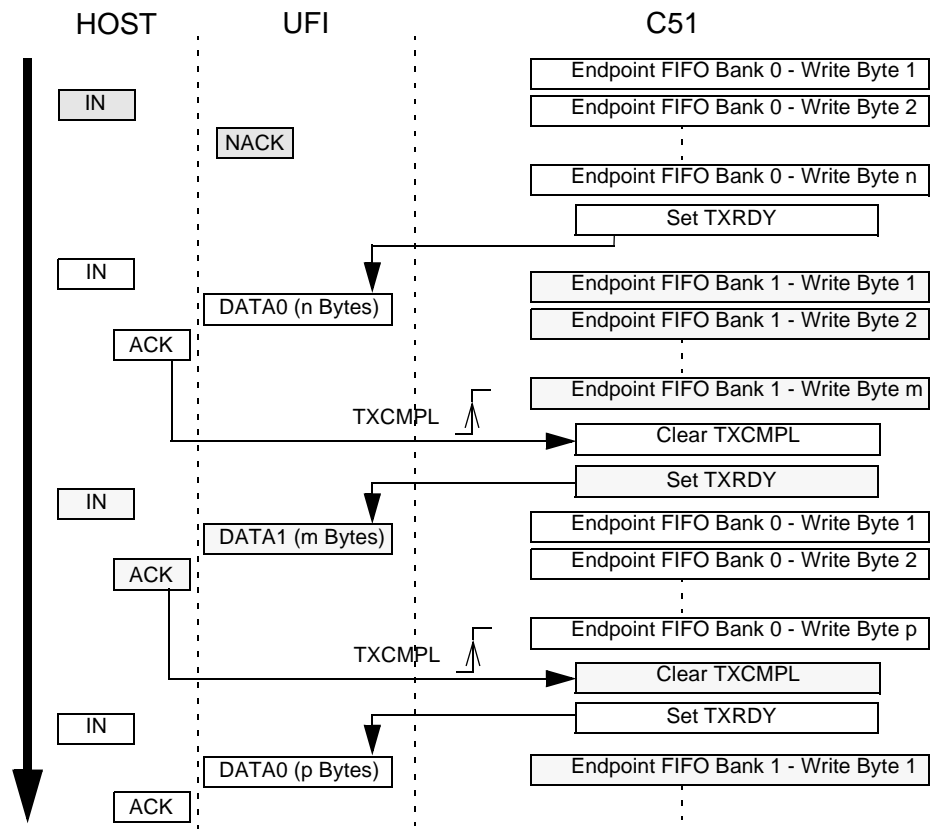 HOST UFI C51
Endpoint FIFO Bank 0 - Write Byte 1
IN
Endpoint FIFO Bank 0 - Write Byte 2
NACK
Endpoint FIFO Bank 0 - Write Byte n
Set TXRDY
IN
Endpoint FIFO Bank 1 - Write Byte 1
DATA0 (n Bytes)
Endpoint FIFO Bank 1 - Write Byte 2
ACK
Endpoint FIFO Bank 1 - Write Byte m
TXCMPL
Clear TXCMPL
Set TXRDY
IN
Endpoint FIFO Bank 0 - Write Byte 1
DATA1 (m Bytes)
Endpoint FIFO Bank 0 - Write Byte 2
ACK
Endpoint FIFO Bank 0 - Write Byte p
TXCMPL
Clear TXCMPL
Set TXRDY
IN
DATA0 (p Bytes)
Endpoint FIFO Bank 1 - Write Byte 1
ACK